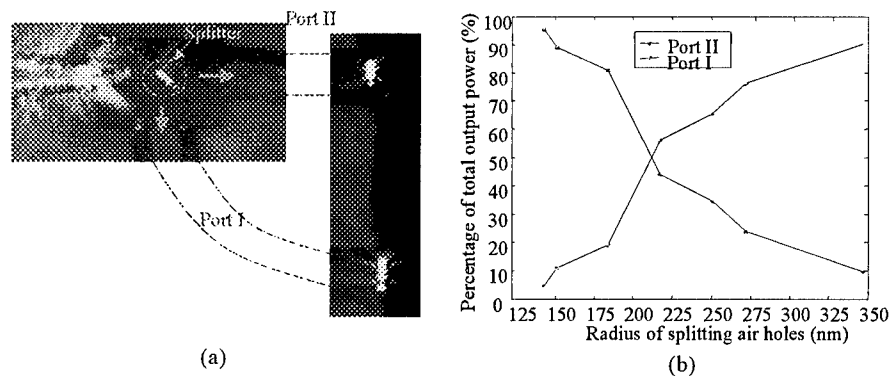 (a)
Port II
Splitter
Port I
(a)
Percentage of total output power (%)
100
90
80
70
60
50
40
30
20
10
0
Port II
Port I
125 150 175 200 225 250 275 300 325 350
Radius of splitting air holes (nm)
(b)